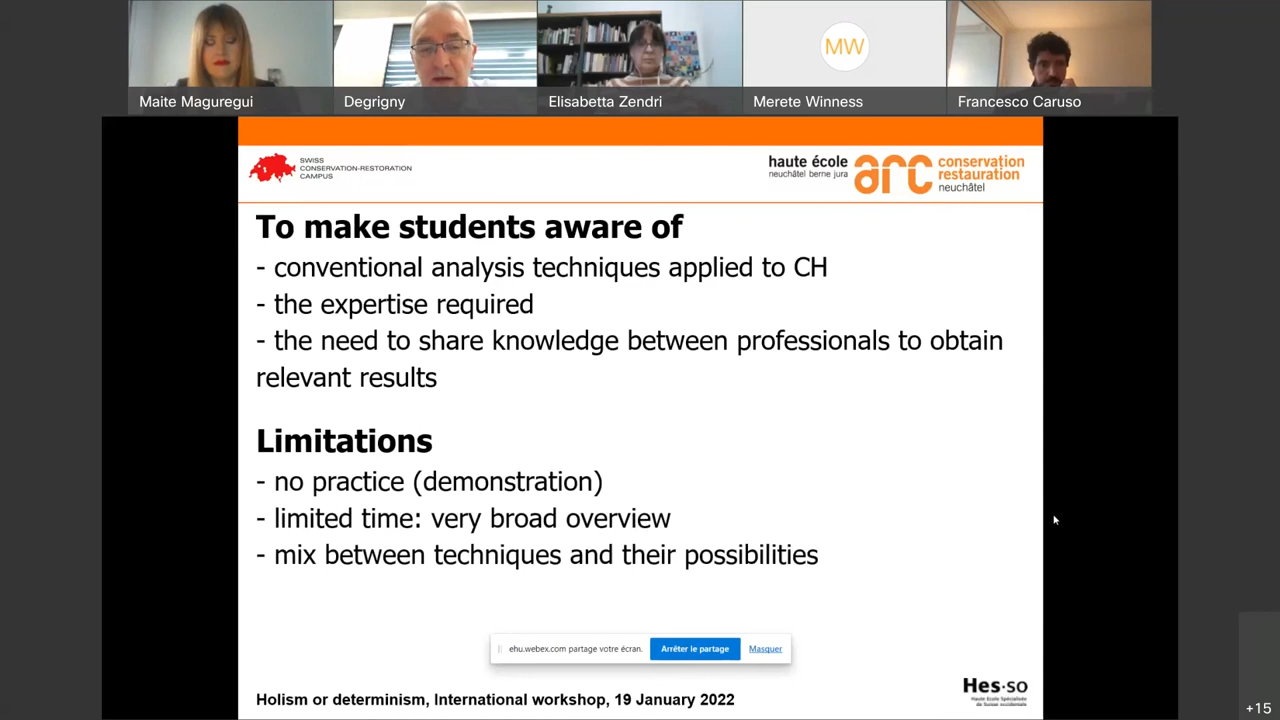 MW
Maite Maguregui
Degrigny
Elisabetta Zendri
Merete Winness
Francesco Caruso
SWISS
CONSERVATION-RESTORATION
CAMPUS
haute école
neuchâtel berne jura
arc
conservation
restauration
neuchâtel
To make students aware of
- conventional analysis techniques applied to CH
- the expertise required
- the need to share knowledge between professionals to obtain
relevant results
Limitations
- no practice (demonstration)
- limited time: very broad overview
- mix between techniques and their possibilities
ehu.webex.com partage votre écran.
Arrêter le partage
Masquer
Holism or determinism, International workshop, 19 January 2022
Hes·so
Haute Ecole Spécialisée
de Suisse occidentale
+15